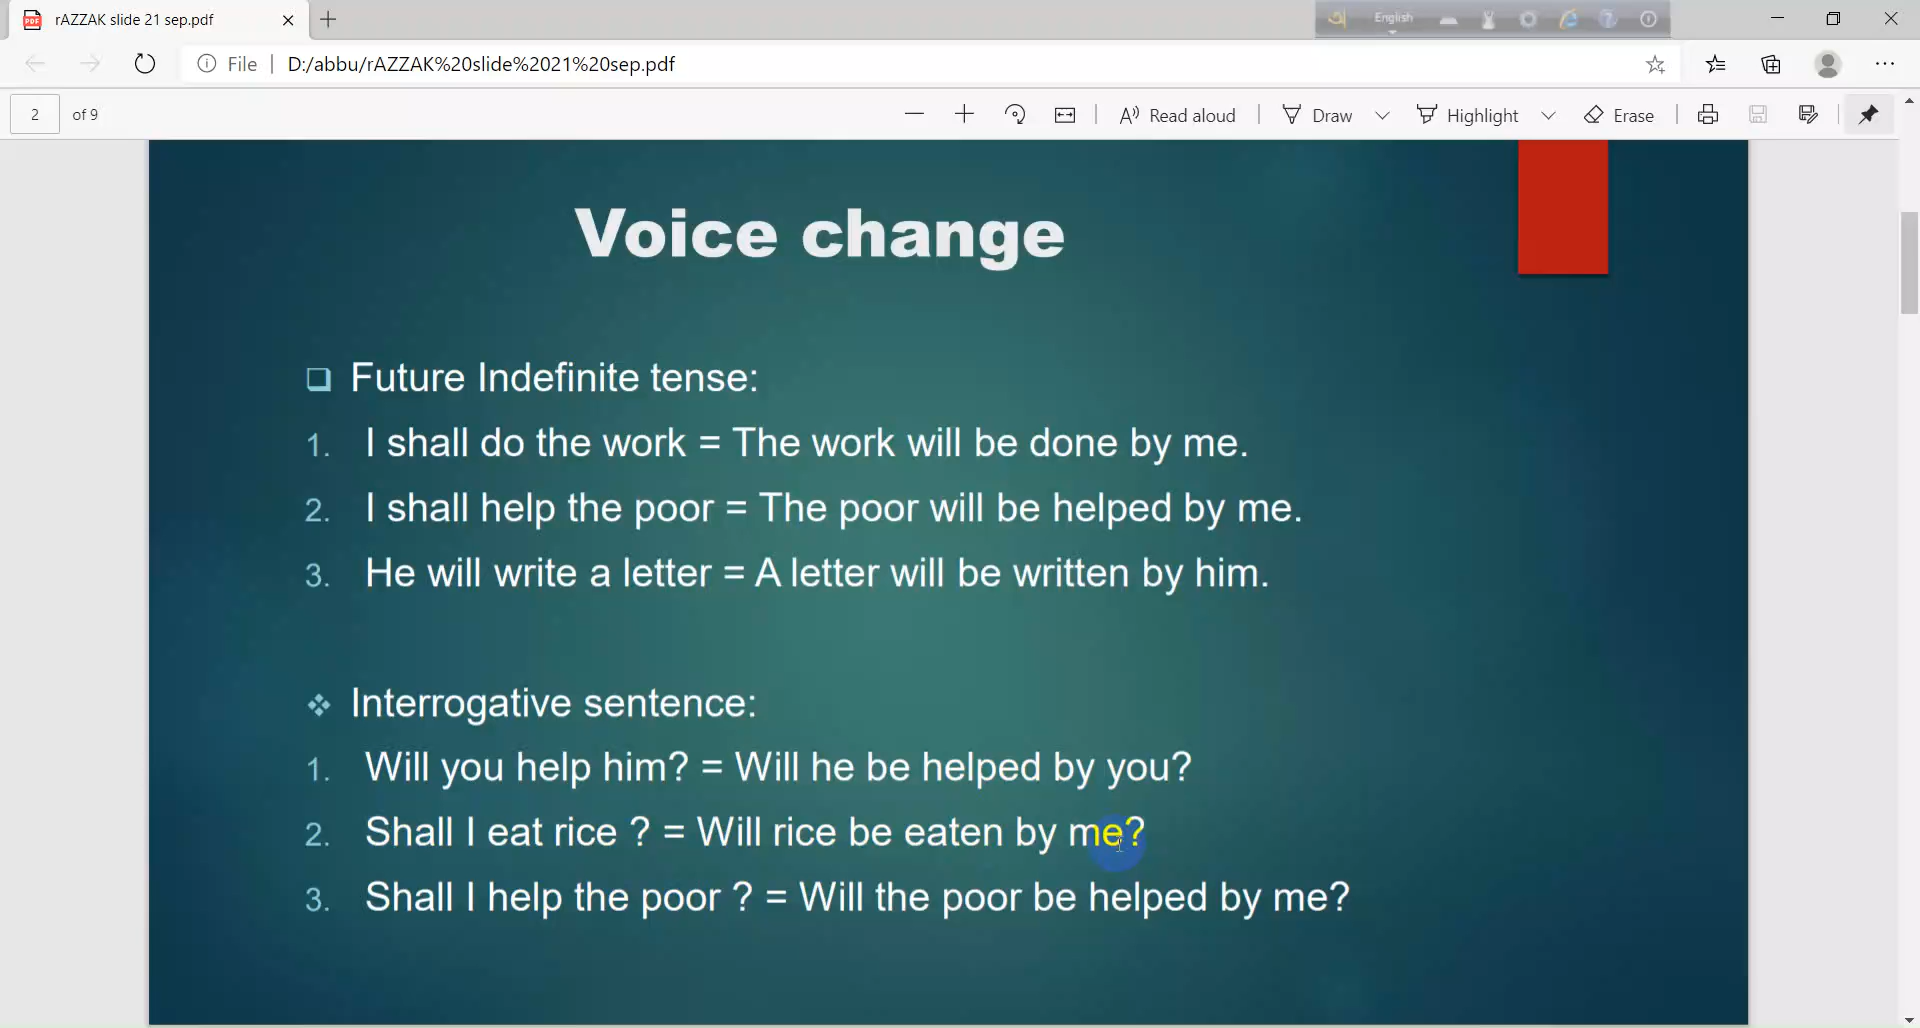 rAZZAK slide 21 sep.pdf
English
File | D:/abbu/rAZZAK%20slide%2021%20sep.pdf
2 of 9
Read aloud
Draw
Highlight
Erase
Voice change
Future Indefinite tense:
1. I shall do the work = The work will be done by me.
2. I shall help the poor = The poor will be helped by me.
3. He will write a letter = A letter will be written by him.
Interrogative sentence:
1. Will you help him? = Will he be helped by you?
2. Shall I eat rice ? = Will rice be eaten by me?
3. Shall I help the poor ? = Will the poor be helped by me?